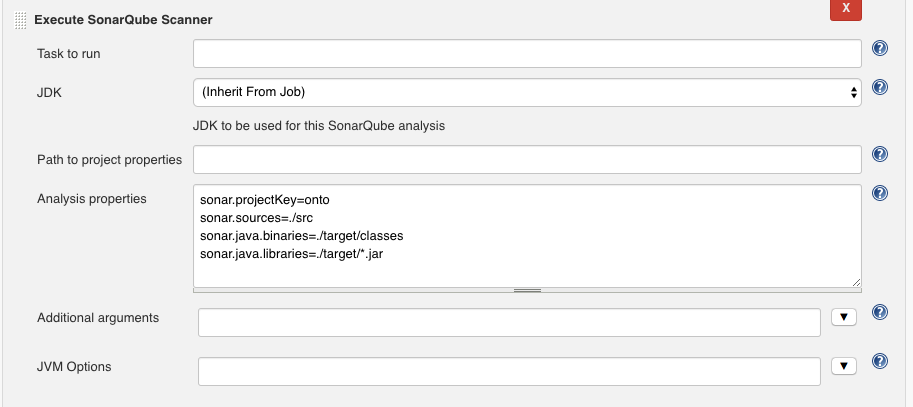 X
Execute SonarQube Scanner
Task to run
?
JDK
(Inherit From Job)
?
JDK to be used for this SonarQube analysis
Path to project properties
?
Analysis properties
sonar.projectKey=onto
sonar.sources=./src
sonar.java.binaries=./target/classes
sonar.java.libraries=./target/*.jar
?
Additional arguments
?
JVM Options
?